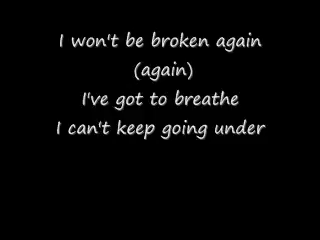 I won't be broken again
(again)
I've got to breathe
I can't keep going under